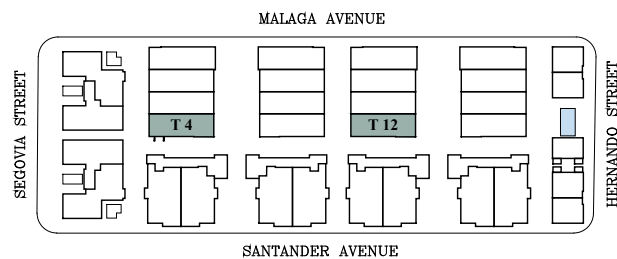 MALAGA AVENUE
SEGOVIA STREET
T 4
T 12
HERNANDO STREET
SANTANDER AVENUE